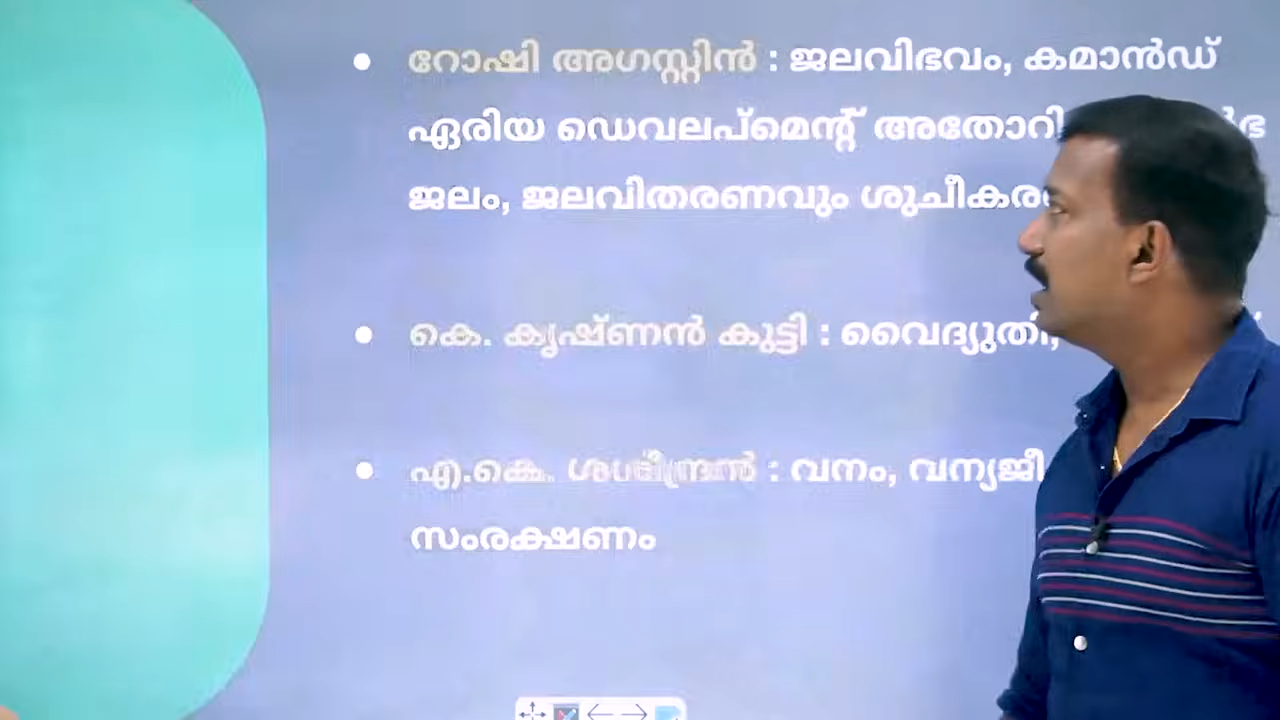 റോഷി അഗസ്റ്റിൻ : ജലവിഭവം, കമാൻഡ്
ഏരിയ ഡെവലപ്മെന്റ്
ജലം, ജലവിതരണവും
കെ. കൃഷ്ണൻ കുട്ടി : വൈദ്യുതി,
എ.കെ. ശശീന്ദ്രൻ : വനം,
സംരക്ഷണം